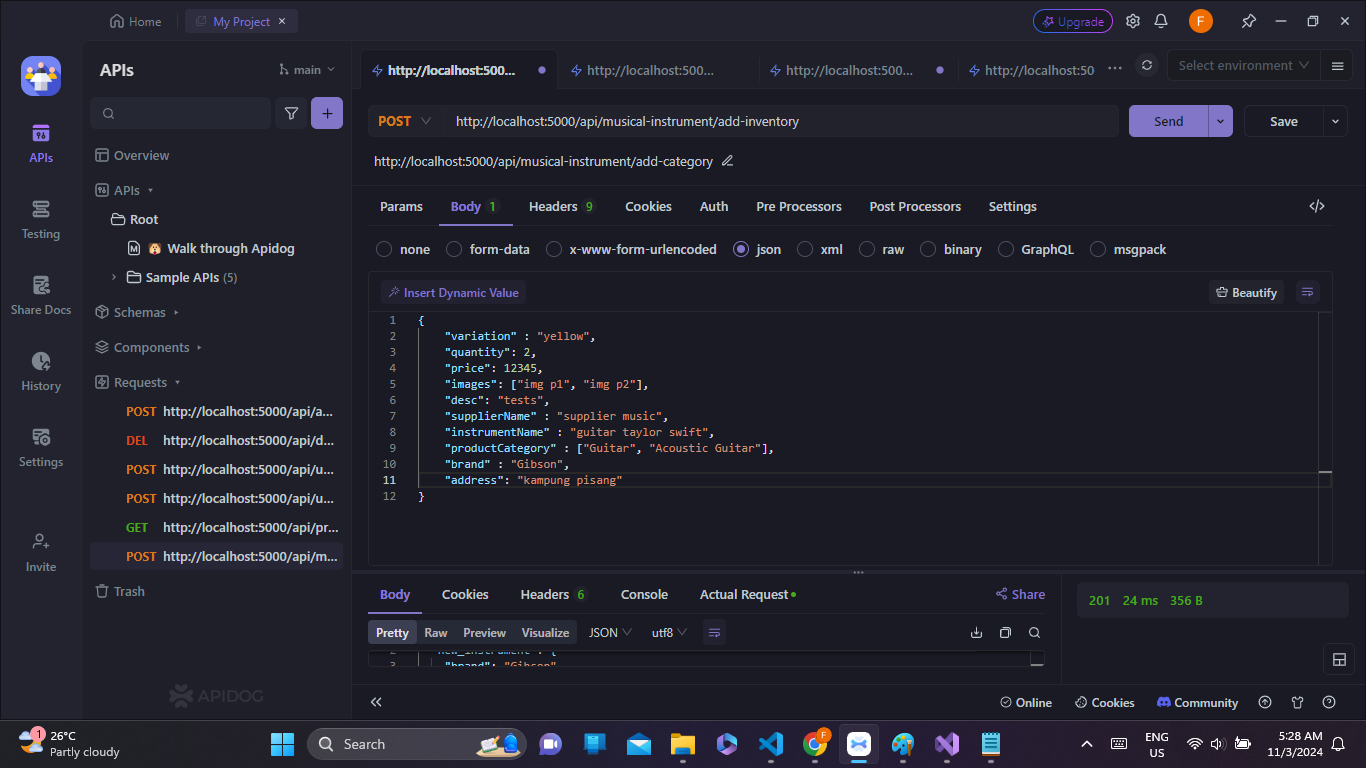 Home
My Project
Upgrade
F
APIs
main
http://localhost:500...
http://localhost:500...
http://localhost:500...
http://localhost:50
Select environment
POST
http://localhost:5000/api/musical-instrument/add-inventory
Send
Save
http://localhost:5000/api/musical-instrument/add-category
APIs
Testing
Share Docs
History
Settings
Invite
Overview
APIs
Root
Walk through Apidog
Sample APIs (5)
Schemas
Components
Requests
POST http://localhost:5000/api/a...
DEL http://localhost:5000/api/d...
POST http://localhost:5000/api/u...
POST http://localhost:5000/api/u...
GET http://localhost:5000/api/pr...
POST http://localhost:5000/api/m...
Trash
APIDOG
Params Body 1 Headers 9 Cookies Auth Pre Processors Post Processors Settings
none form-data x-www-form-urlencoded json xml raw binary GraphQL msgpack
Insert Dynamic Value
Beautify
1 {
2 "variation" : "yellow",
3 "quantity": 2,
4 "price": 12345,
5 "images": ["img p1", "img p2"],
6 "desc": "tests",
7 "supplierName" : "supplier music",
8 "instrumentName" : "guitar taylor swift",
9 "productCategory" : ["Guitar", "Acoustic Guitar"],
10 "brand" : "Gibson",
11 "address": "kampung pisang"
12 }
Body Cookies Headers 6 Console Actual Request
Share
201 24 ms 356 B
Pretty Raw Preview Visualize JSON utf8
2 "new_instrument": {
3 "brand": "Gibson"
Online Cookies Community
1
26°C
Partly cloudy
Search
F
ENG
US
5:28 AM
11/3/2024